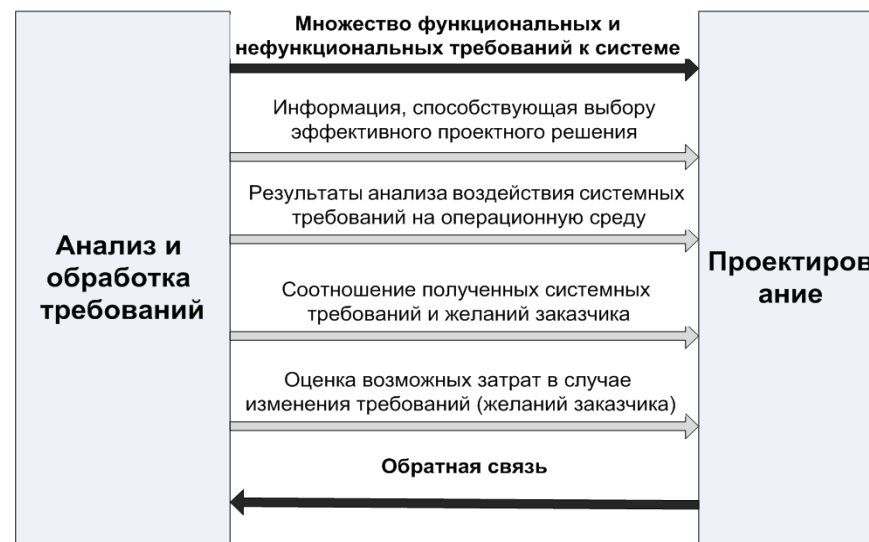 Множество функциональных и
нефункциональных требований к системе
Информация, способствующая выбору
эффективного проектного решения
Результаты анализа воздействия системных
требований на операционную среду
Анализ и
обработка
требований
Проектиров
ание
Соотношение полученных системных
требований и желаний заказчика
Оценка возможных затрат в случае
изменения требований (желаний заказчика)
Обратная связь